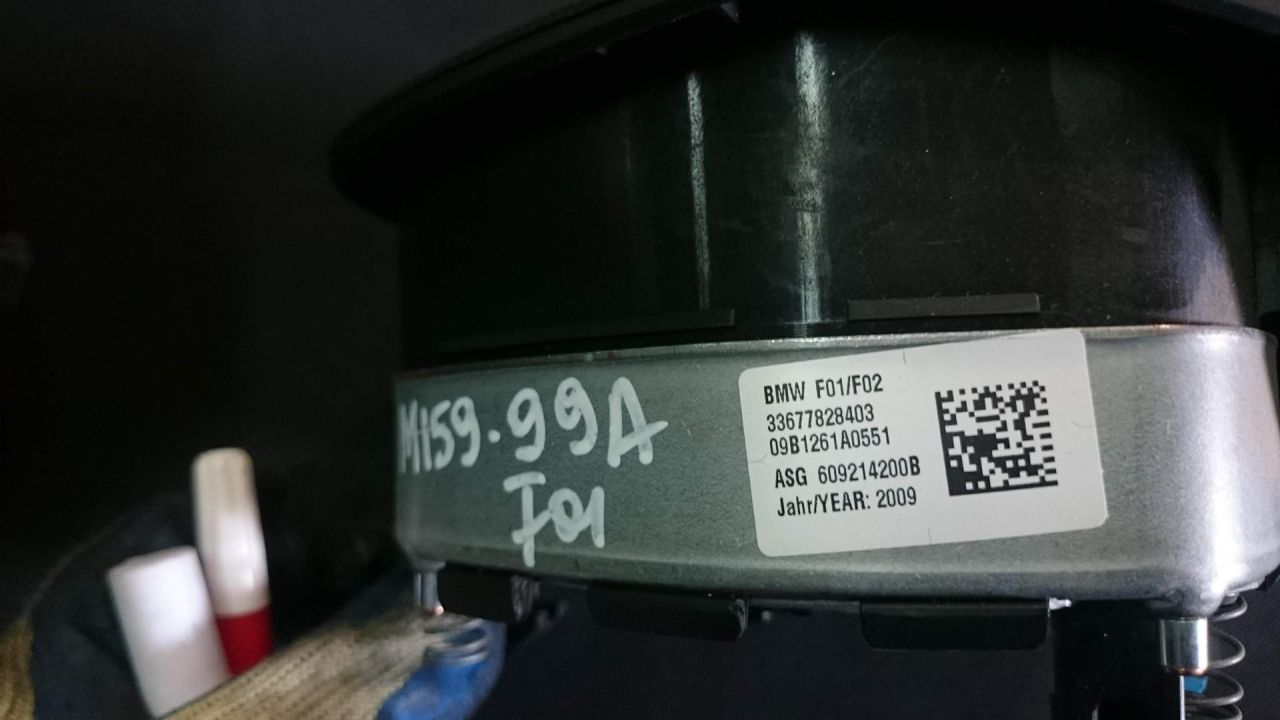 M159.99A
F01
BMW F01/F02
33677828403
09B1261A0551
ASG 609214200B
Jahr/YEAR: 2009